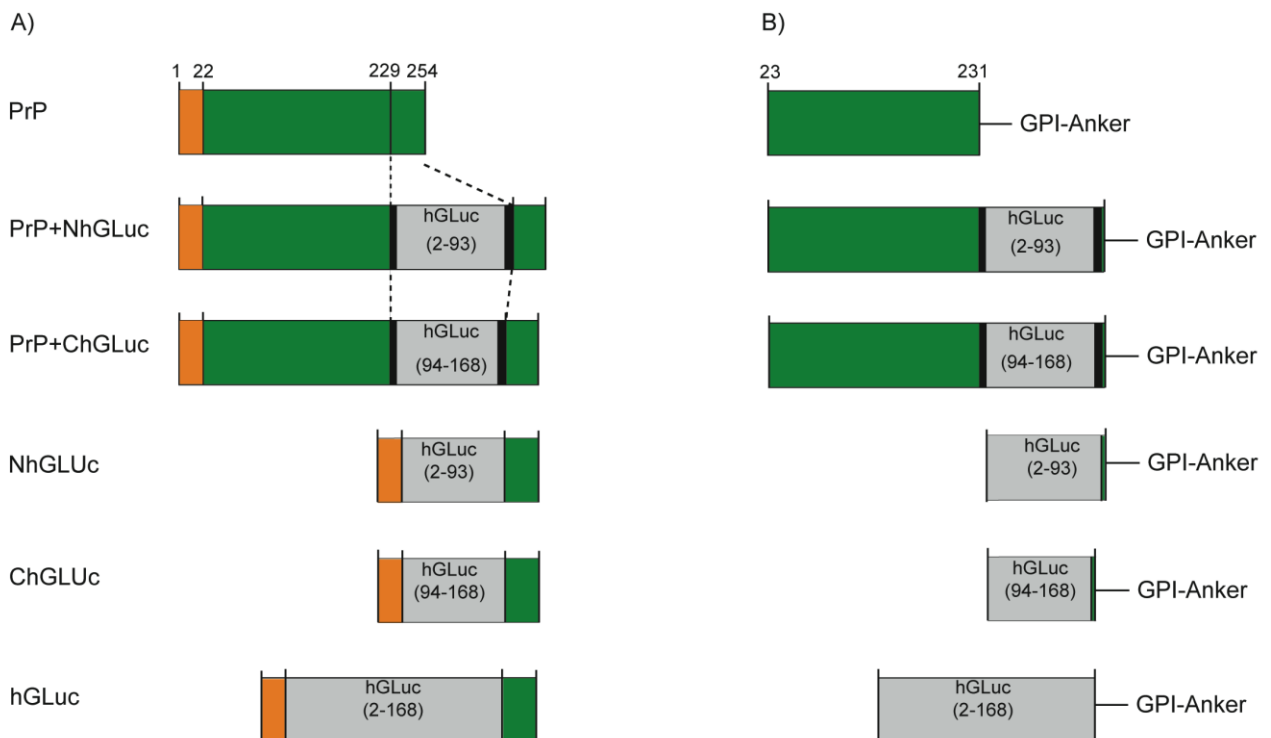 A)
B)
1 22 229 254
23 231
PrP
GPI-Anker
PrP+NhGLuc
hGLuc
(2-93)
hGLuc
(2-93)
GPI-Anker
PrP+ChGLuc
hGLuc
(94-168)
hGLuc
(94-168)
GPI-Anker
NhGLUc
hGLuc
(2-93)
hGLuc
(2-93)
GPI-Anker
ChGLUc
hGLuc
(94-168)
hGLuc
(94-168)
GPI-Anker
hGLuc
hGLuc
(2-168)
hGLuc
(2-168)
GPI-Anker